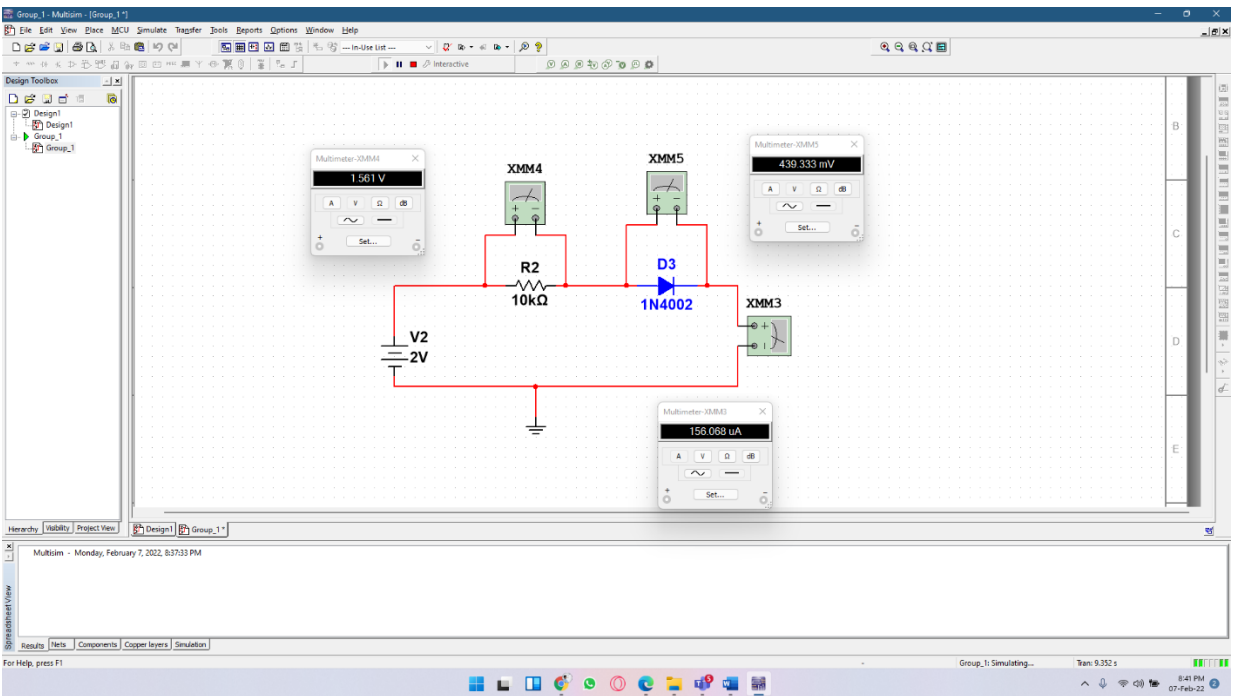 Group_1 - Multisim - [Group_1 *]
File Edit View Place MCU Simulate Transfer Tools Reports Options Window Help
--- In-Use List ---
Interactive
Design Toolbox
Design1
Design1
Group_1
Group_1
Multimeter-XMM4
1.561 V
A V Ω dB
Set...
+ -
XMM4
+ -
XMM5
+ -
Multimeter-XMM5
439.333 mV
A V Ω dB
Set...
+ -
R2
10kΩ
D3
1N4002
XMM3
+
V2
2V
Multimeter-XMM3
156.068 uA
A V Ω dB
Set...
+ -
B
C
D
E
Hierarchy Visibility Project View
Design1 Group_1 *
Multisim - Monday, February 7, 2022, 8:37:33 PM
Spreadsheet View
Results Nets Components Copper layers Simulation
For Help, press F1
Group_1: Simulating...
Tran: 9.352 s
8:41 PM
07-Feb-22
2